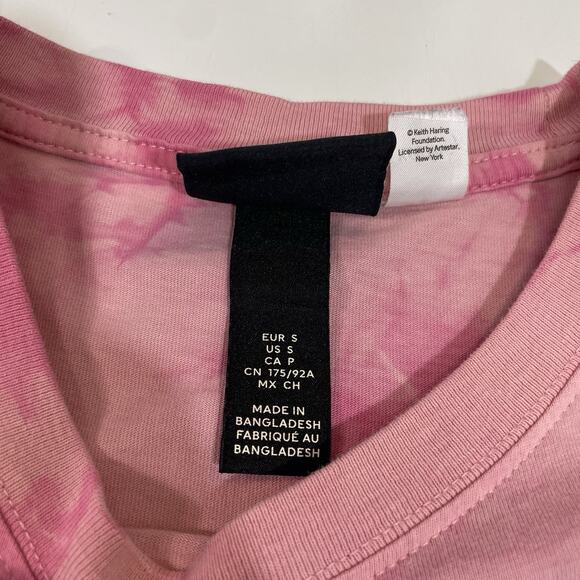 © Keith Haring
Foundation.
Licensed by Artestar,
New York
EUR S
US S
CA P
CN 175/92A
MX CH
MADE IN
BANGLADESH
FABRIQUÉ AU
BANGLADESH